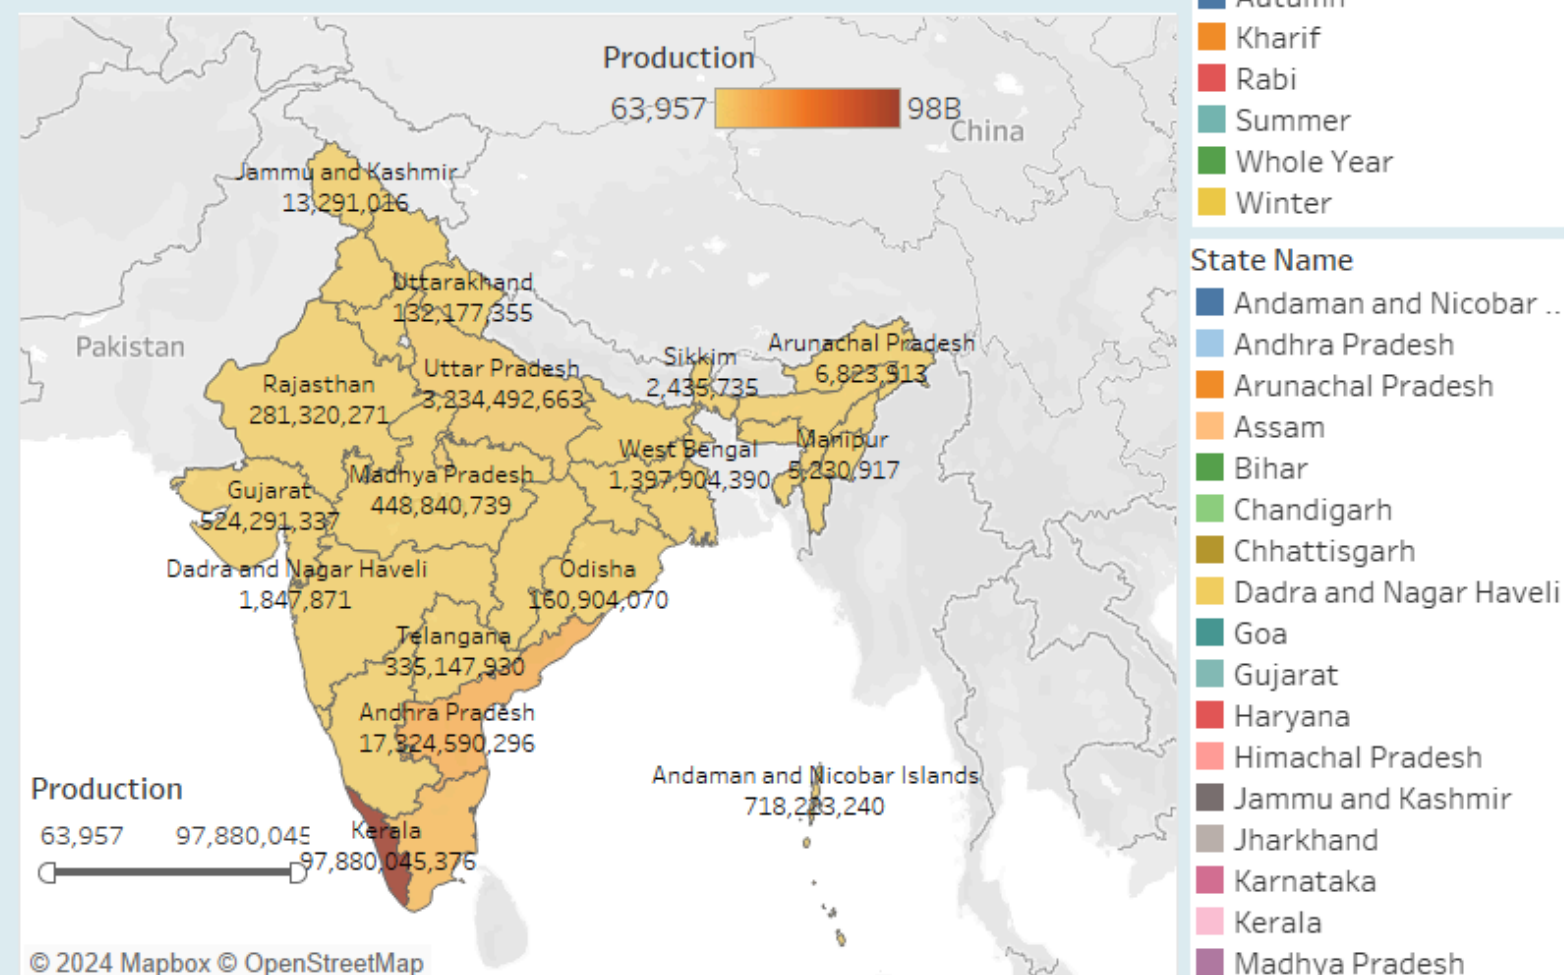 Production
63,957
98B
China
Jammu and Kashmir
13,291,016
Uttarakhand
132,177,355
Pakistan
Arunachal Pradesh
6,823,913
Sikkim
2,435,735
Uttar Pradesh
3,234,492,663
Rajasthan
281,320,271
West Bengal
1,397,904,390
Manipur
5,230,917
Madhya Pradesh
448,840,739
Gujarat
524,291,337
Dadra and Nagar Haveli
1,847,871
Odisha
160,904,070
Telangana
335,147,930
Andhra Pradesh
17,324,590,296
Andaman and Nicobar Islands
718,223,240
Kerala
97,880,045,376
Production
63,957
97,880,045
© 2024 Mapbox © OpenStreetMap
Autumn
Kharif
Rabi
Summer
Whole Year
Winter
State Name
Andaman and Nicobar ..
Andhra Pradesh
Arunachal Pradesh
Assam
Bihar
Chandigarh
Chhattisgarh
Dadra and Nagar Haveli
Goa
Gujarat
Haryana
Himachal Pradesh
Jammu and Kashmir
Jharkhand
Karnataka
Kerala
Madhya Pradesh